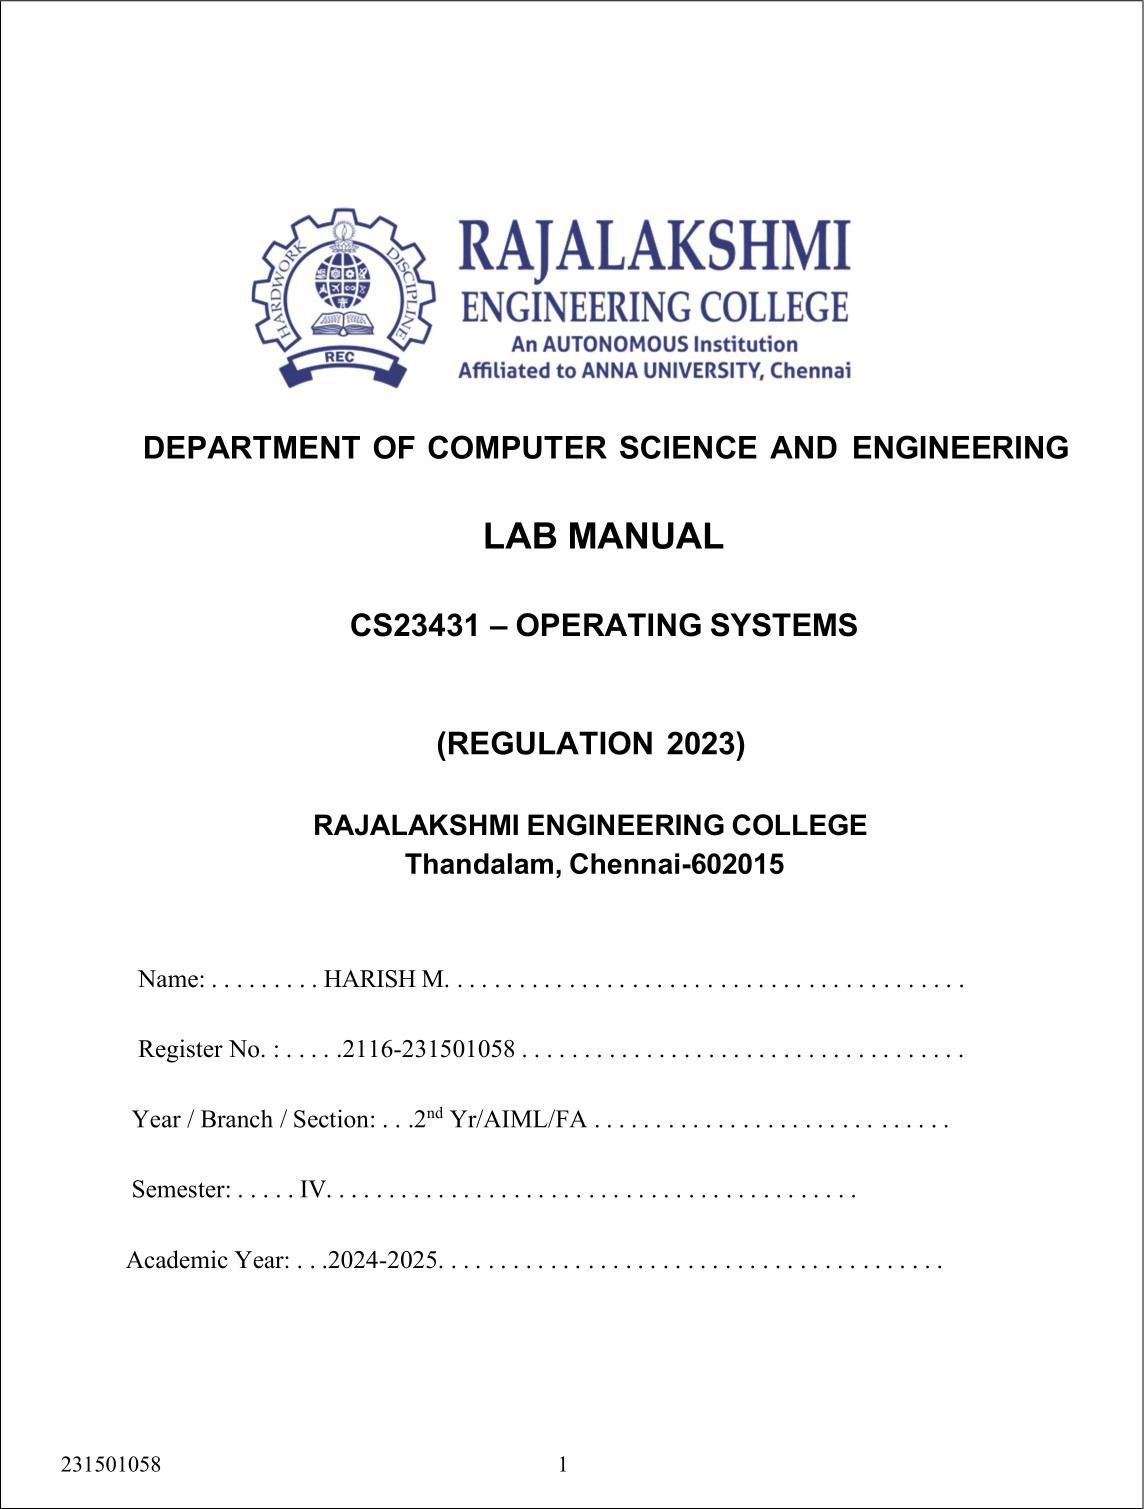 HARDWORK
DISCIPLINE
REC
RAJALAKSHMI
ENGINEERING COLLEGE
An AUTONOMOUS Institution
Affiliated to ANNA UNIVERSITY, Chennai
DEPARTMENT OF COMPUTER SCIENCE AND ENGINEERING
LAB MANUAL
CS23431 – OPERATING SYSTEMS
(REGULATION 2023)
RAJALAKSHMI ENGINEERING COLLEGE
Thandalam, Chennai-602015
Name: . . . . . . . . . HARISH M. . . . . . . . . . . . . . . . . . . . . . . . . . . . . . . . . . . . . . . . . .
Register No. : . . . . .2116-231501058 . . . . . . . . . . . . . . . . . . . . . . . . . . . . . . . . . . . .
Year / Branch / Section: . . .2nd Yr/AIML/FA . . . . . . . . . . . . . . . . . . . . . . . . . . . . .
Semester: . . . . . IV. . . . . . . . . . . . . . . . . . . . . . . . . . . . . . . . . . . . . . . . . . .
Academic Year: . . .2024-2025. . . . . . . . . . . . . . . . . . . . . . . . . . . . . . . . . . . . . . . . .
231501058 1